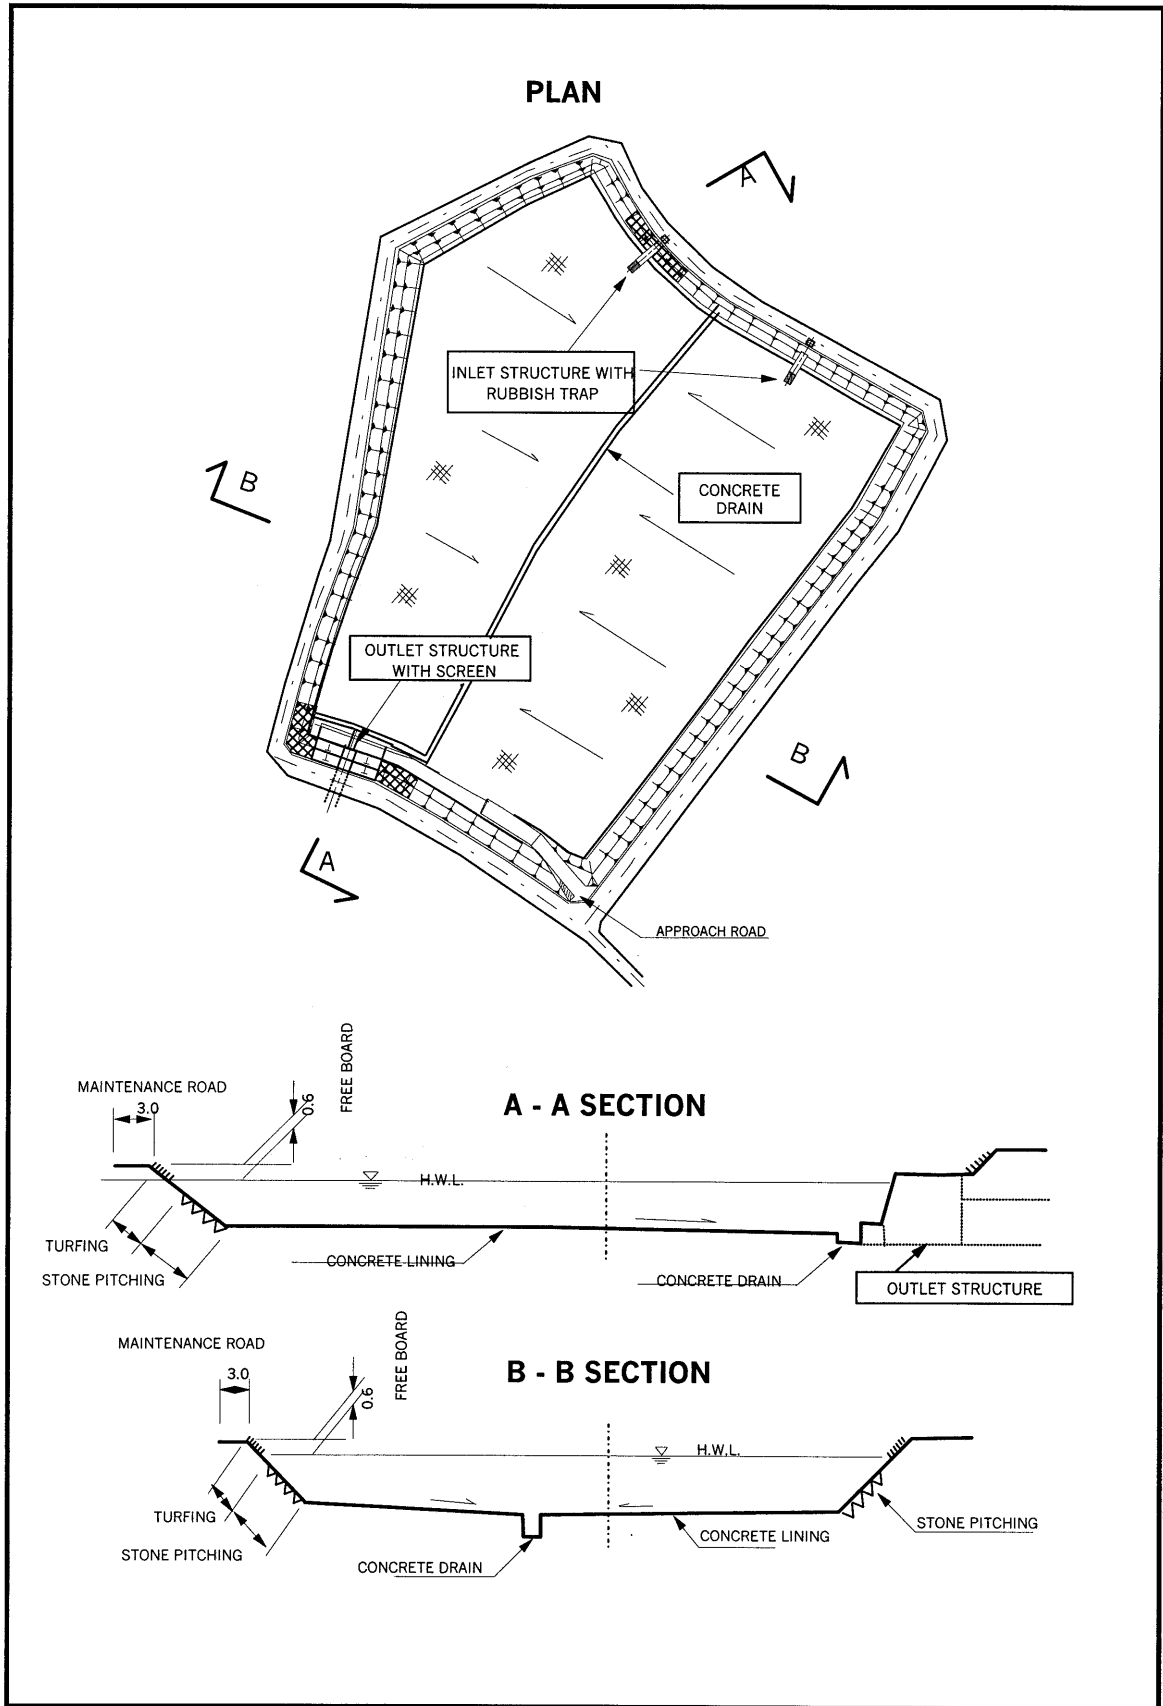 PLAN
A
INLET STRUCTURE WITH
RUBBISH TRAP
B
CONCRETE
DRAIN
OUTLET STRUCTURE
WITH SCREEN
B
A
APPROACH ROAD
MAINTENANCE ROAD
3.0
0.6
FREE BOARD
A - A SECTION
H.W.L.
TURFING
STONE PITCHING
CONCRETE LINING
CONCRETE DRAIN
OUTLET STRUCTURE
MAINTENANCE ROAD
3.0
0.6
FREE BOARD
B - B SECTION
H.W.L.
TURFING
STONE PITCHING
CONCRETE DRAIN
CONCRETE LINING
STONE PITCHING